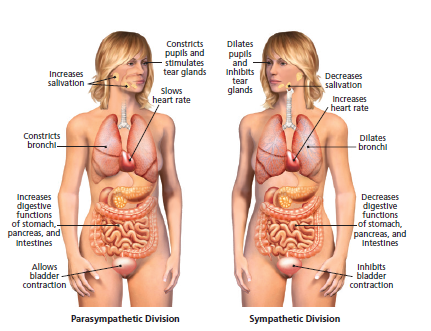 Constricts
pupils and
stimulates
tear glands
Increases
salivation
Slows
heart rate
Constricts
bronchi
Increases
digestive
functions
of stomach,
pancreas, and
intestines
Allows
bladder
contraction
Parasympathetic Division
Dilates
pupils
and
inhibits
tear
glands
Decreases
salivation
Increases
heart rate
Dilates
bronchi
Decreases
digestive
functions
of stomach,
pancreas, and
intestines
Inhibits
bladder
contraction
Sympathetic Division